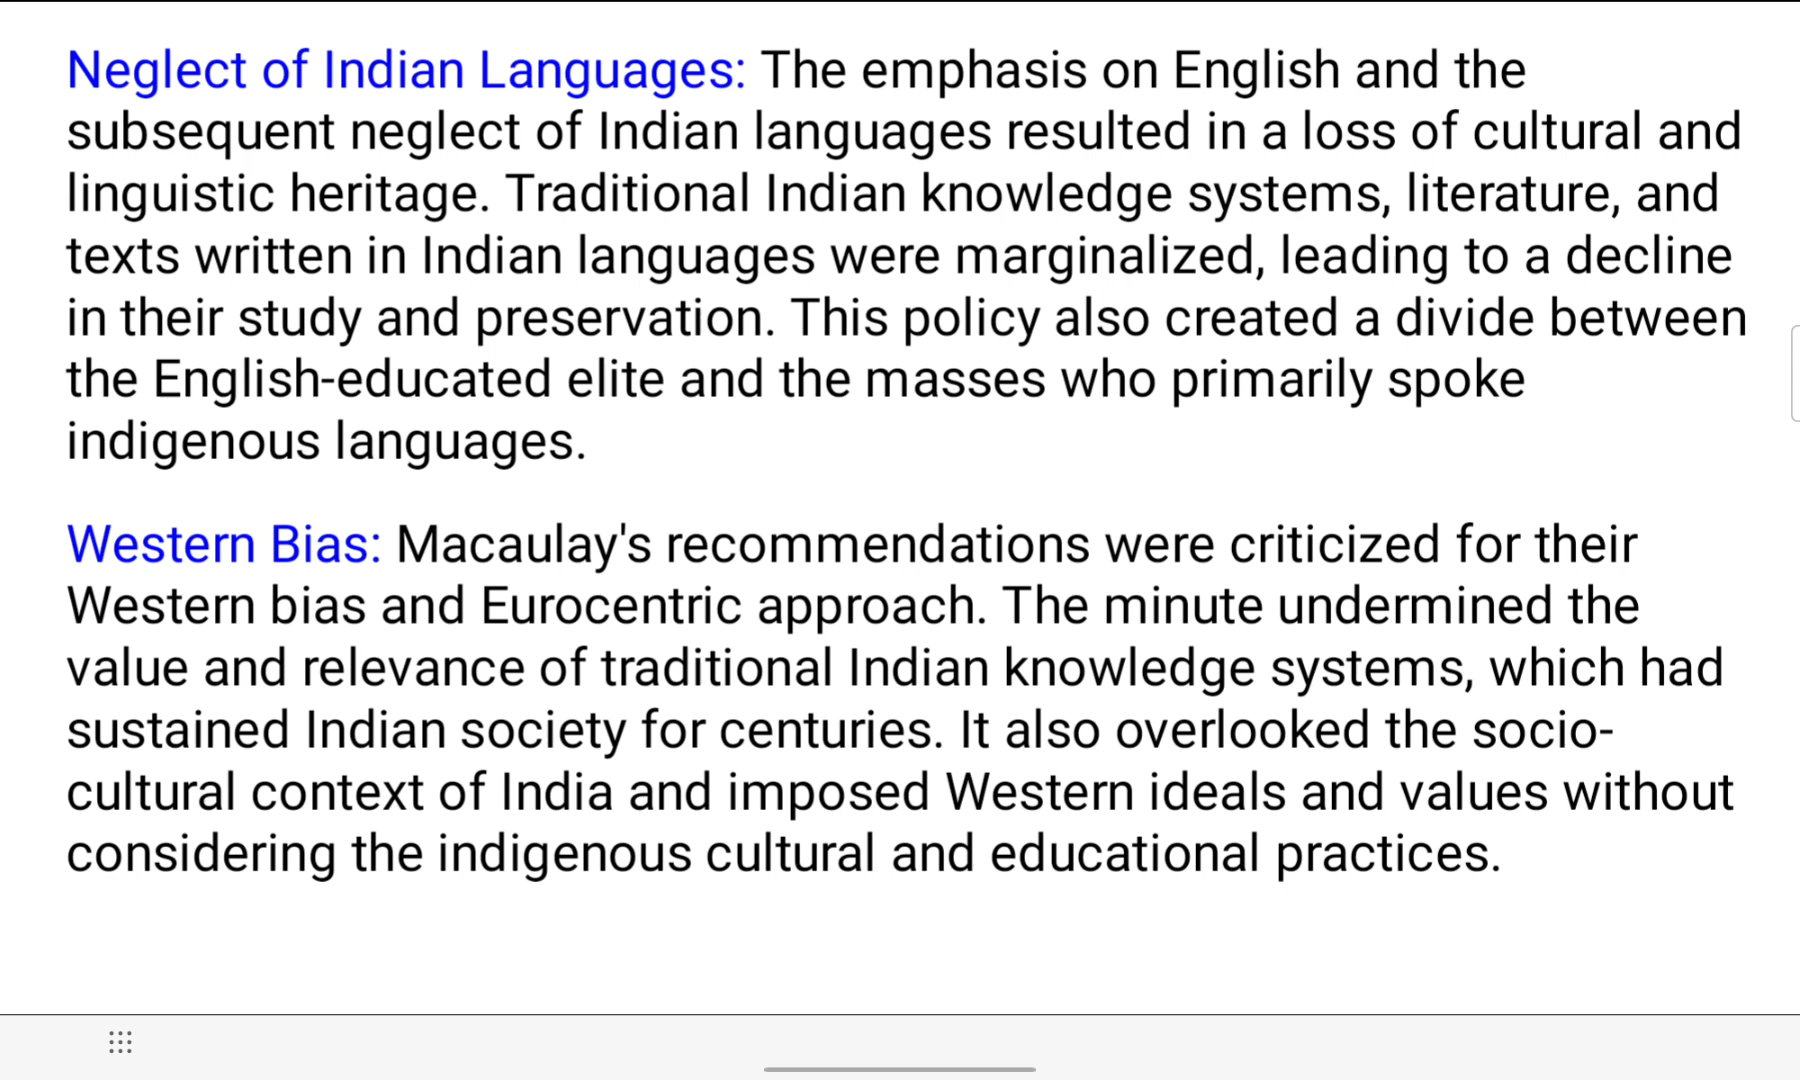 Neglect of Indian Languages: The emphasis on English and the
subsequent neglect of Indian languages resulted in a loss of cultural and
linguistic heritage. Traditional Indian knowledge systems, literature, and
texts written in Indian languages were marginalized, leading to a decline
in their study and preservation. This policy also created a divide between
the English-educated elite and the masses who primarily spoke
indigenous languages.
Western Bias: Macaulay's recommendations were criticized for their
Western bias and Eurocentric approach. The minute undermined the
value and relevance of traditional Indian knowledge systems, which had
sustained Indian society for centuries. It also overlooked the socio-
cultural context of India and imposed Western ideals and values without
considering the indigenous cultural and educational practices.